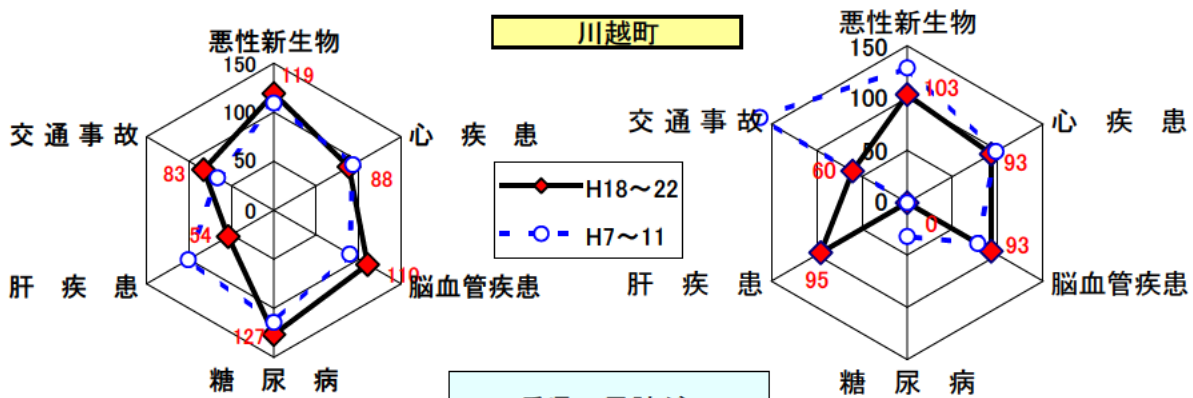 川越町
悪性新生物
150
119
100
交通事故
心疾患
50
83
88
0
54
肝疾患
110
脳血管疾患
127
糖尿病
H18～22
H7～11
悪性新生物
150
103
100
交通事故
心疾患
50
60
93
0
0
93
肝疾患
95
脳血管疾患
糖尿病